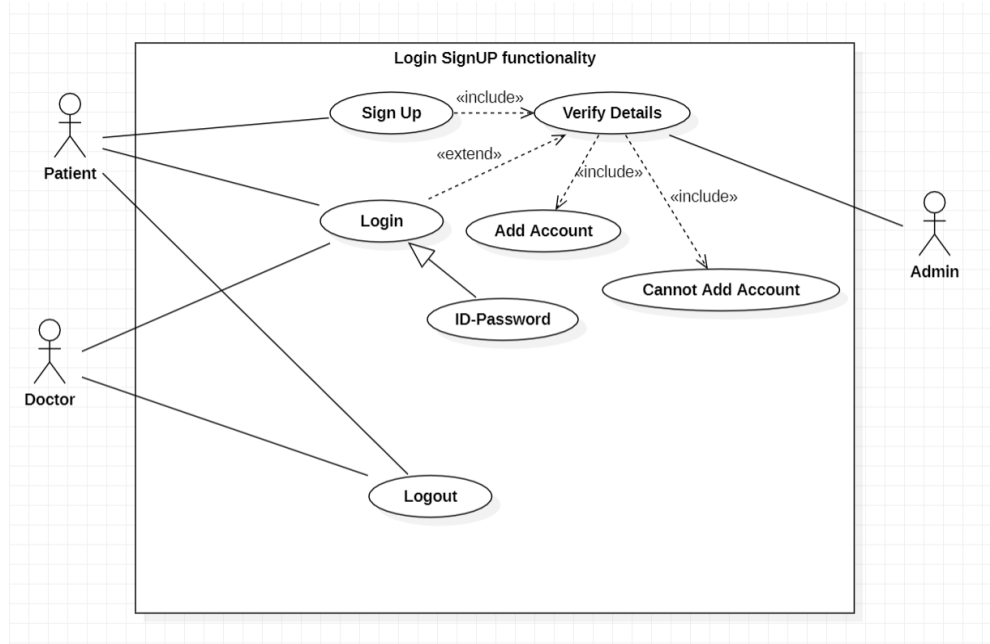 Login SignUP functionality
«include»
Sign Up
Verify Details
Patient
«extend»
«include»
«include»
Login
Add Account
Admin
Cannot Add Account
ID-Password
Doctor
Logout